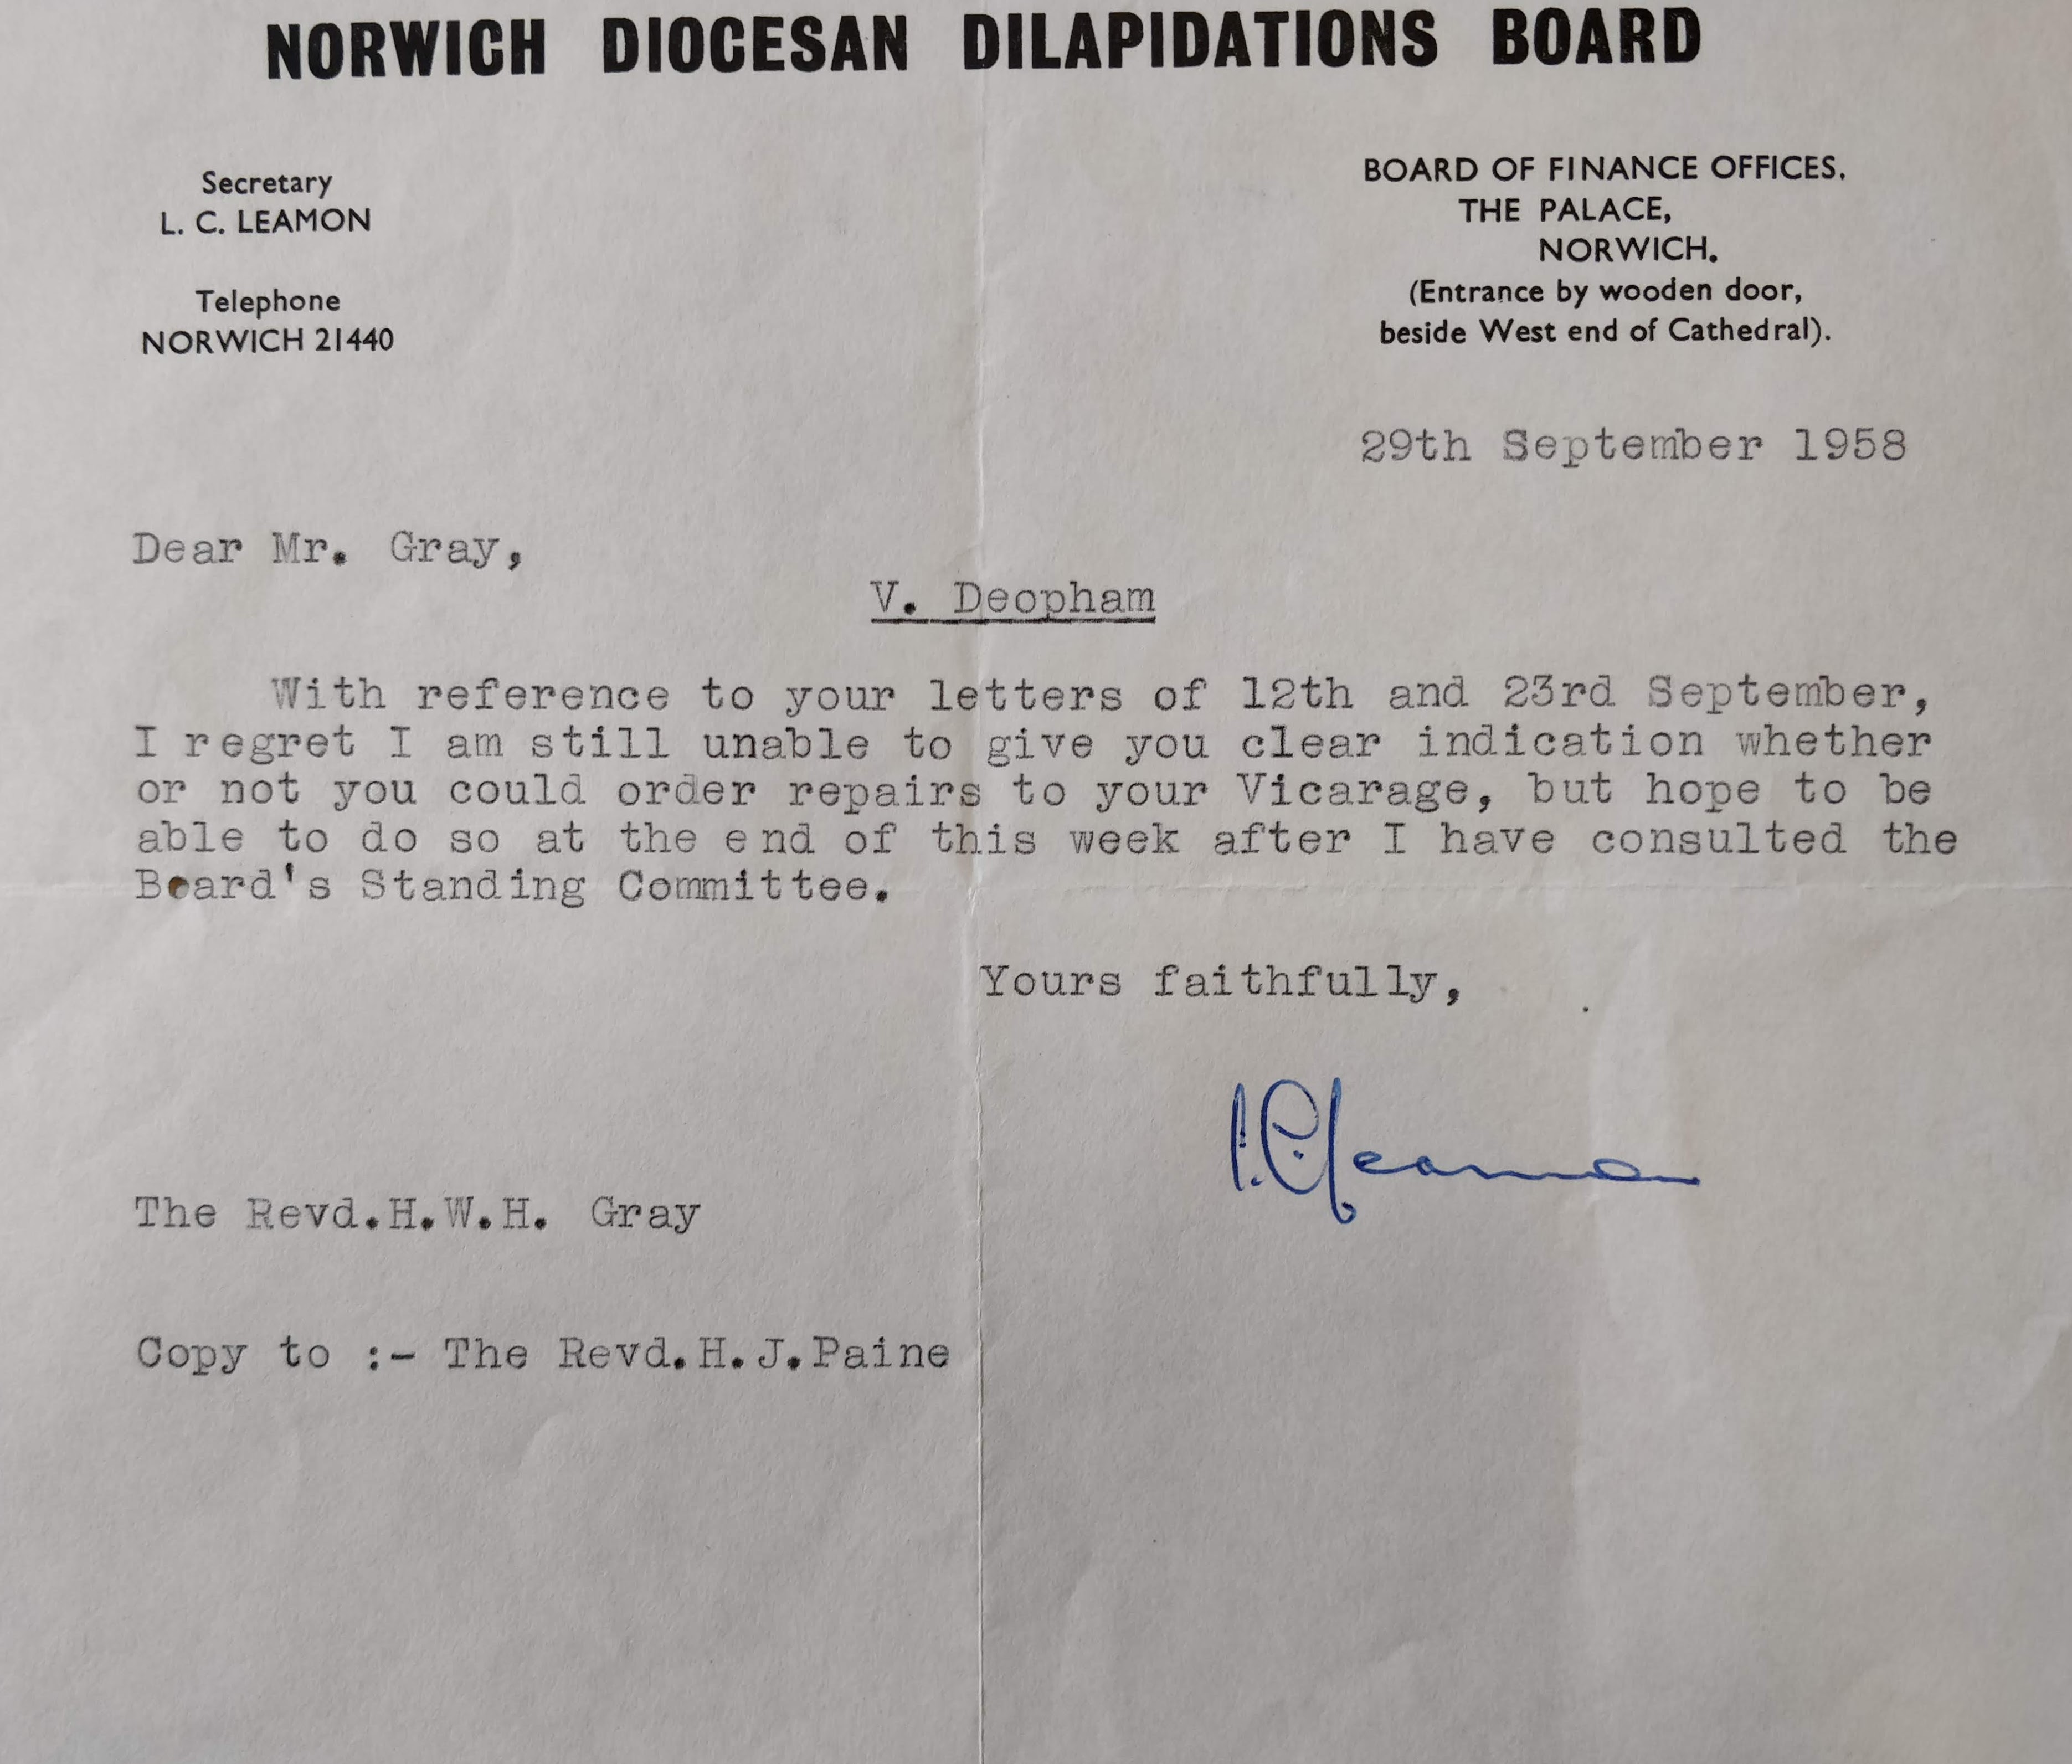 NORWICH DIOCESAN DILAPIDATIONS BOARD
Secretary
L. C. LEAMON
Telephone
NORWICH 21440
BOARD OF FINANCE OFFICES,
THE PALACE,
NORWICH.
(Entrance by wooden door,
beside West end of Cathedral).
29th September 1958
Dear Mr. Gray,
V. Deopham
With reference to your letters of 12th and 23rd September,
I regret I am still unable to give you clear indication whether
or not you could order repairs to your Vicarage, but hope to be
able to do so at the end of this week after I have consulted the
Board's Standing Committee.
Yours faithfully,
L.C. Leamon
The Revd.H.W.H. Gray
Copy to :- The Revd.H.J.Paine